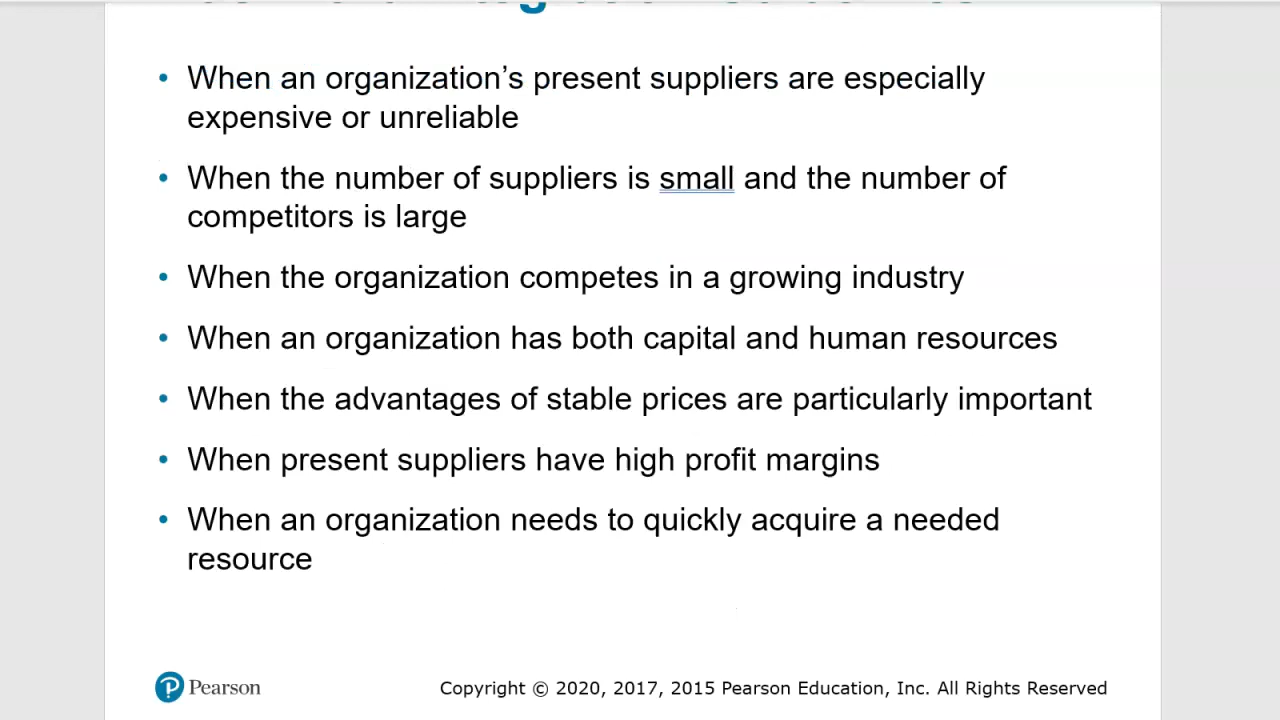 • When an organization’s present suppliers are especially
expensive or unreliable
• When the number of suppliers is small and the number of
competitors is large
• When the organization competes in a growing industry
• When an organization has both capital and human resources
• When the advantages of stable prices are particularly important
• When present suppliers have high profit margins
• When an organization needs to quickly acquire a needed
resource
Pearson
Copyright © 2020, 2017, 2015 Pearson Education, Inc. All Rights Reserved